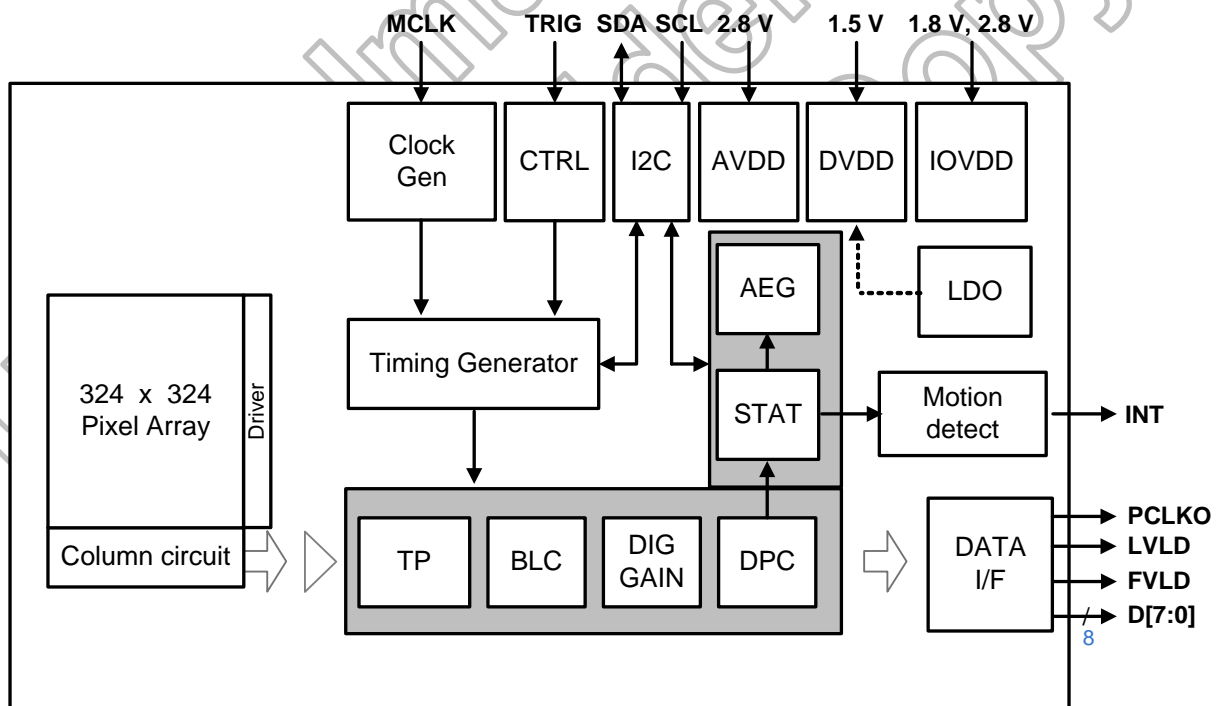 MCLK
TRIG
SDA SCL
2.8 V
1.5 V
1.8 V, 2.8 V
Clock
Gen
CTRL
I2C
AVDD
DVDD
IOVDD
AEG
LDO
Timing Generator
324 x 324
Pixel Array
Driver
STAT
Motion
detect
INT
Column circuit
TP
BLC
DIG
GAIN
DPC
DATA
I/F
PCLKO
LVLD
FVLD
D[7:0]
/
8